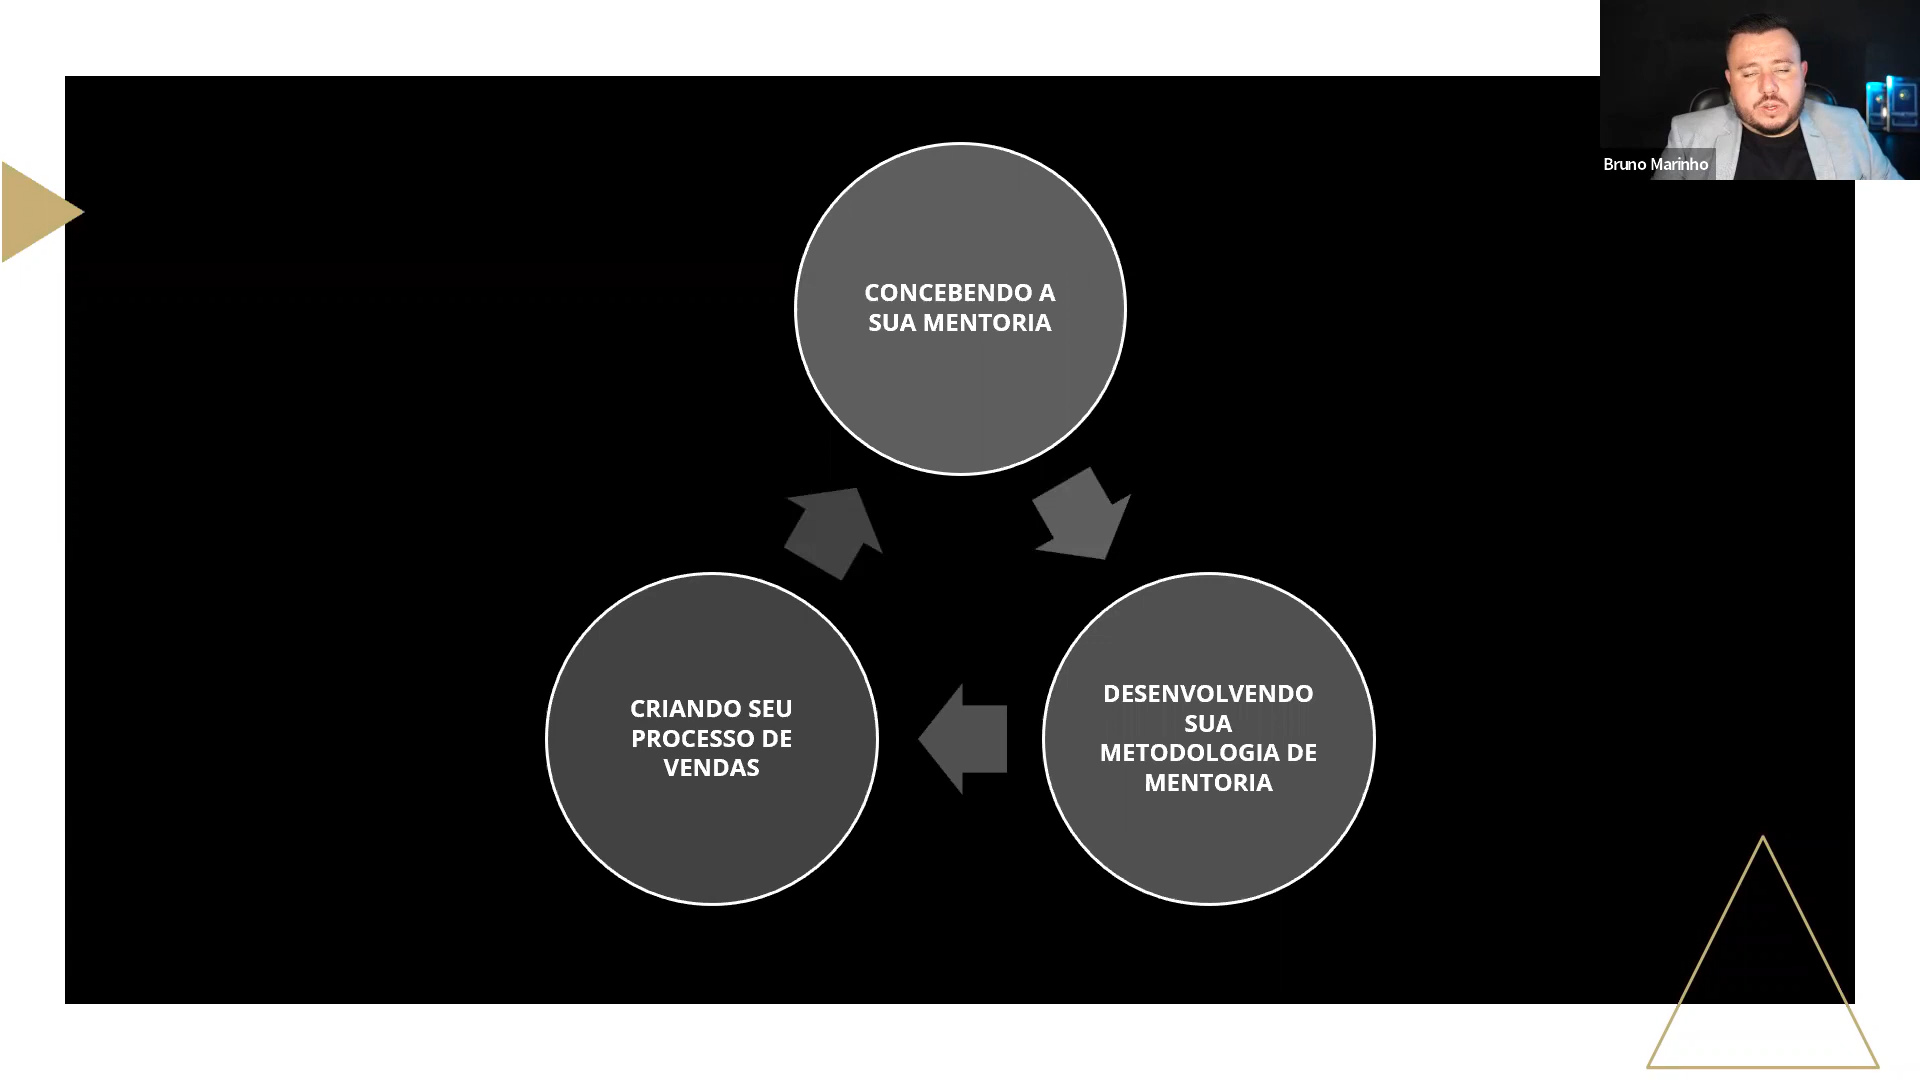 Bruno Marinho
CONCEBENDO A
SUA MENTORIA
CRIANDO SEU
PROCESSO DE
VENDAS
DESENVOLVENDO
SUA
METODOLOGIA DE
MENTORIA